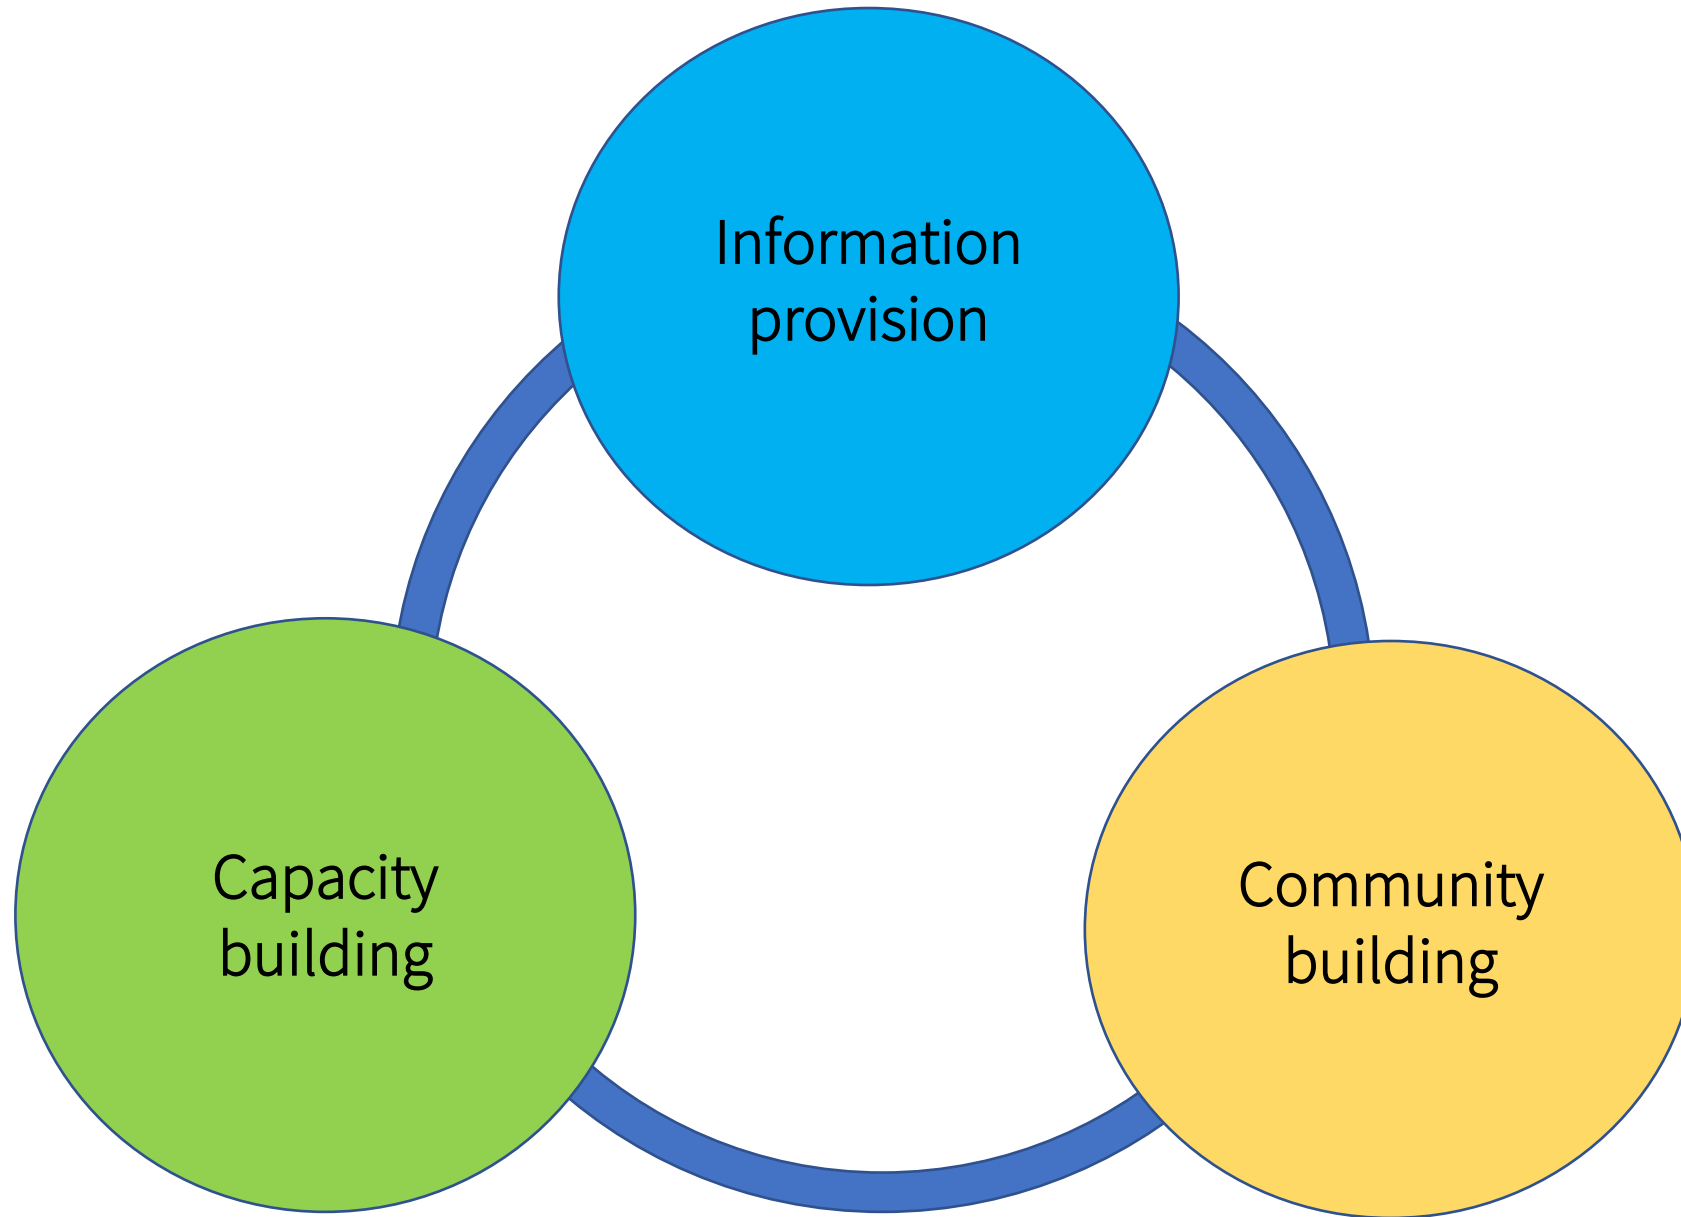 Information
provision
Capacity
building
Community
building